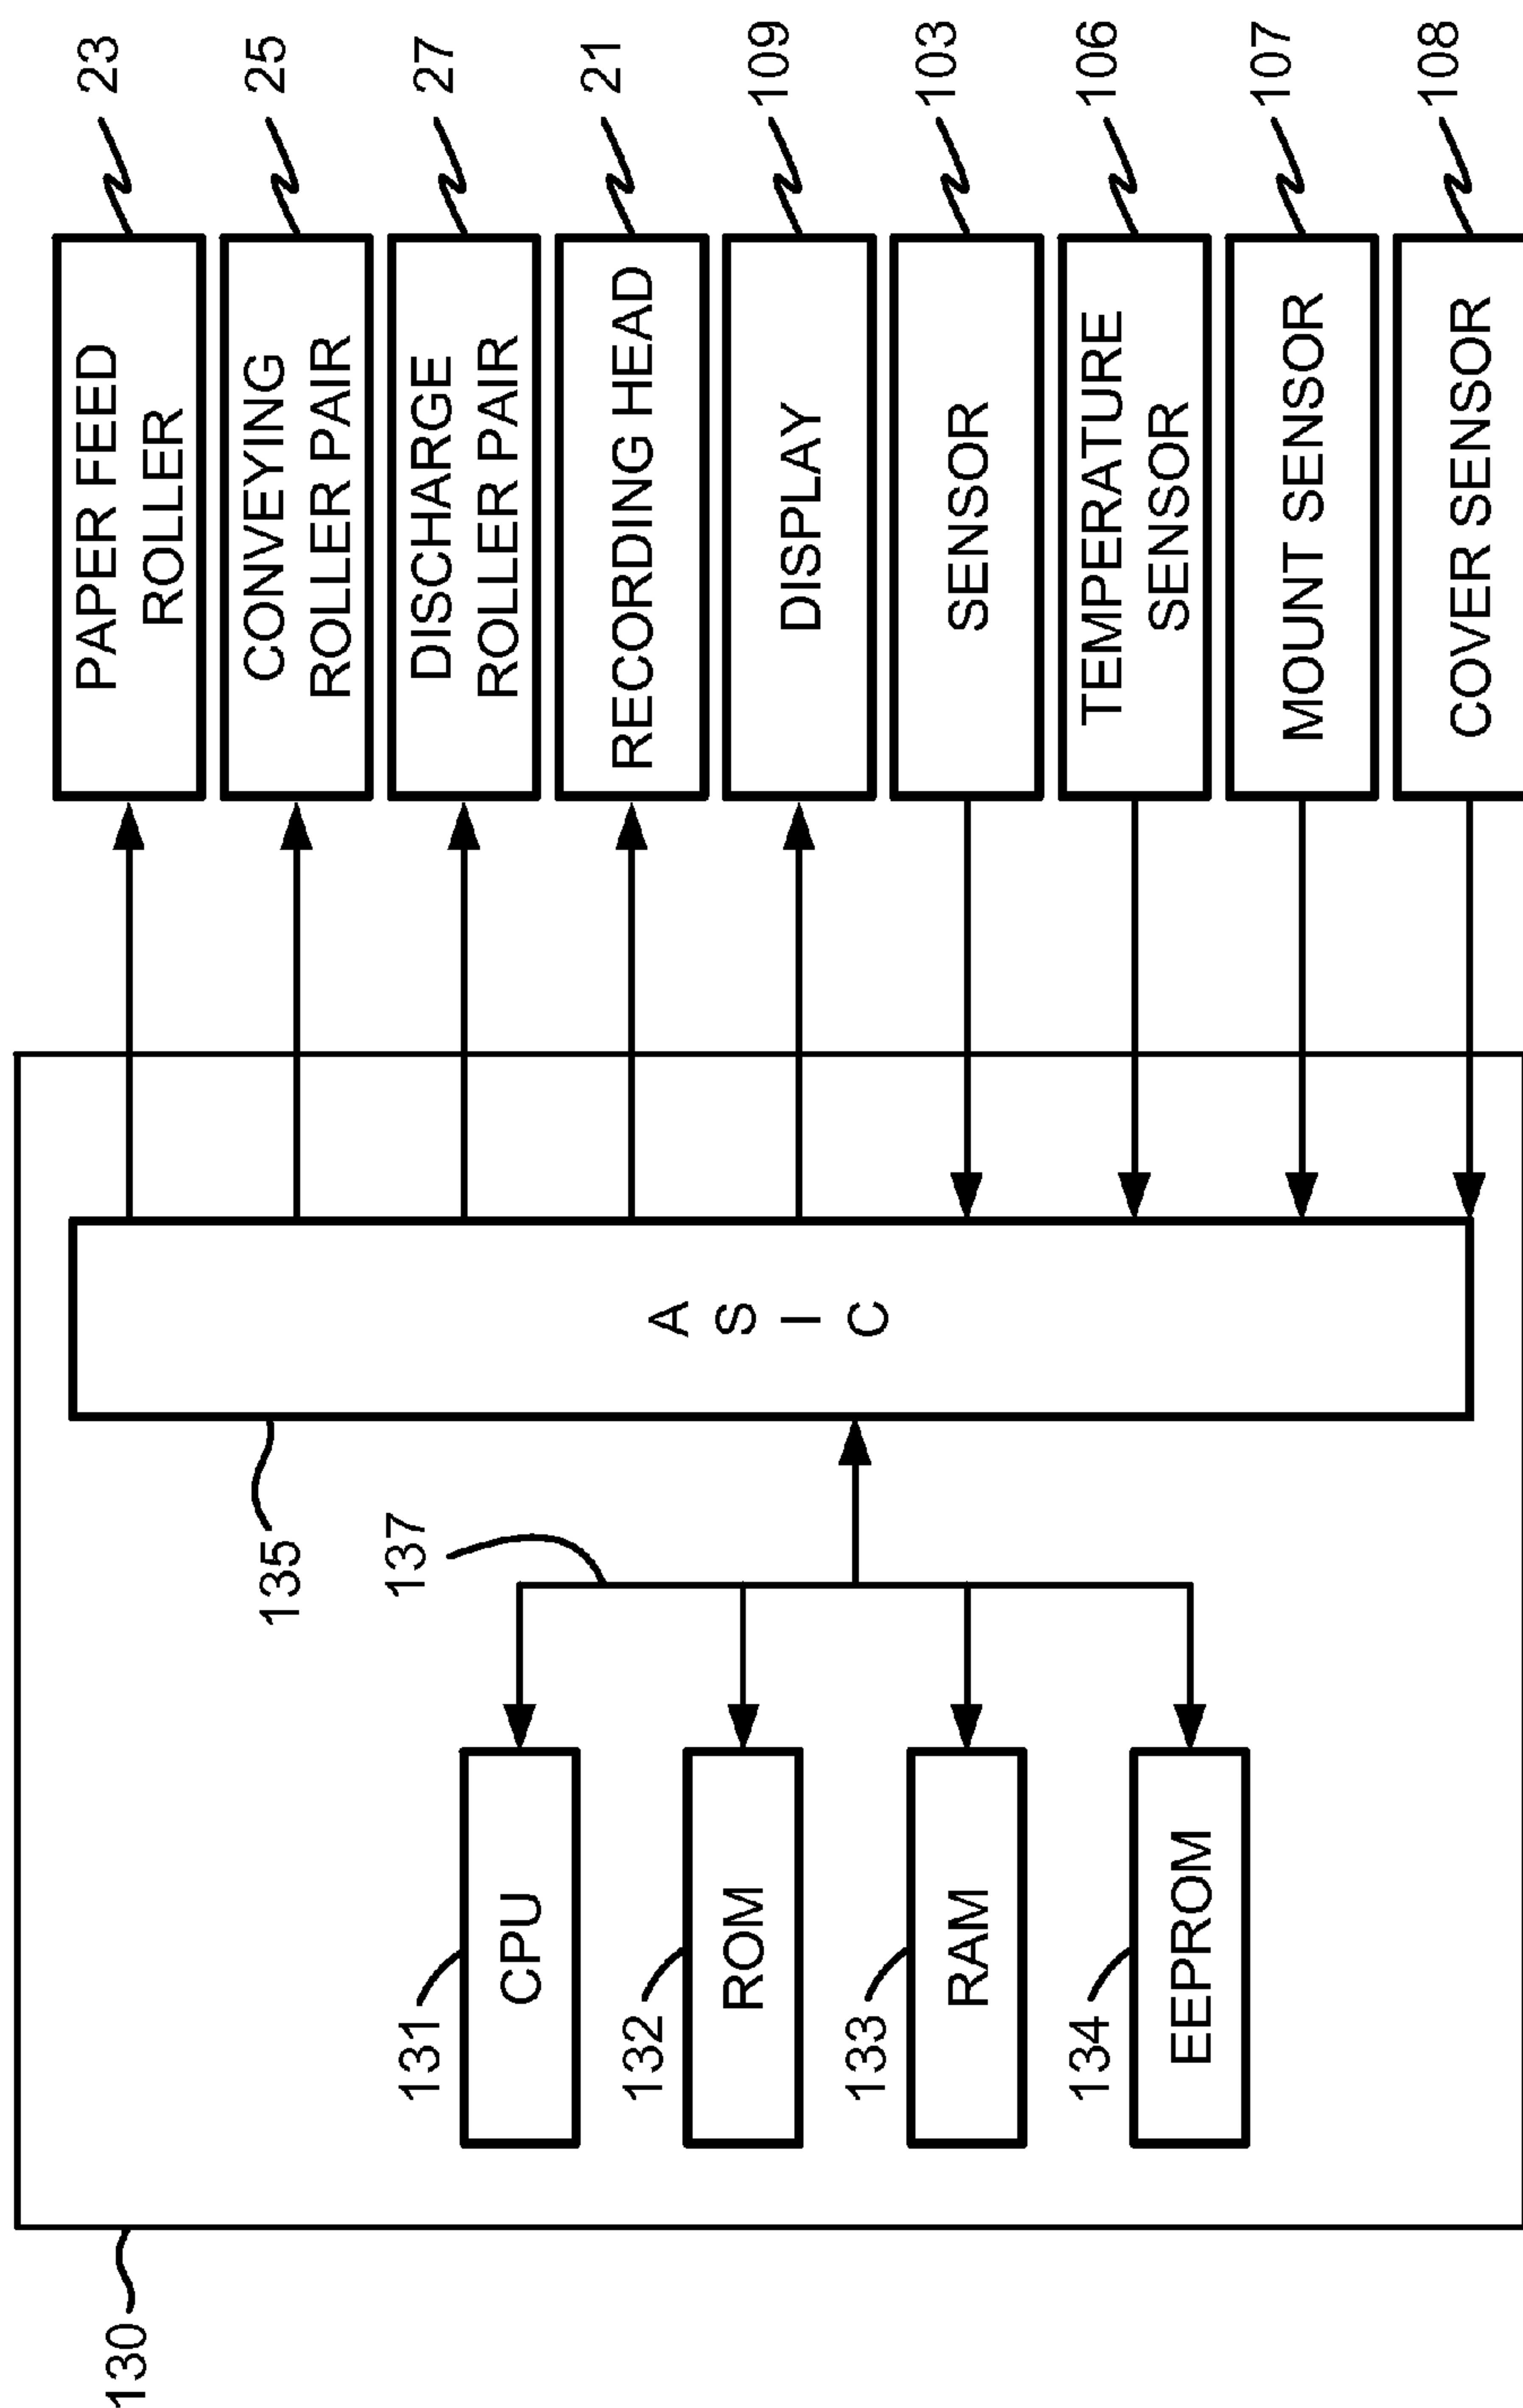 130
131
CPU
132
ROM
133
RAM
134
EEPROM
137
135
ASIC
PAPER FEED
ROLLER
23
CONVEYING
ROLLER PAIR
25
DISCHARGE
ROLLER PAIR
27
RECORDING HEAD
21
DISPLAY
109
SENSOR
103
TEMPERATURE
SENSOR
106
MOUNT SENSOR
107
COVER SENSOR
108